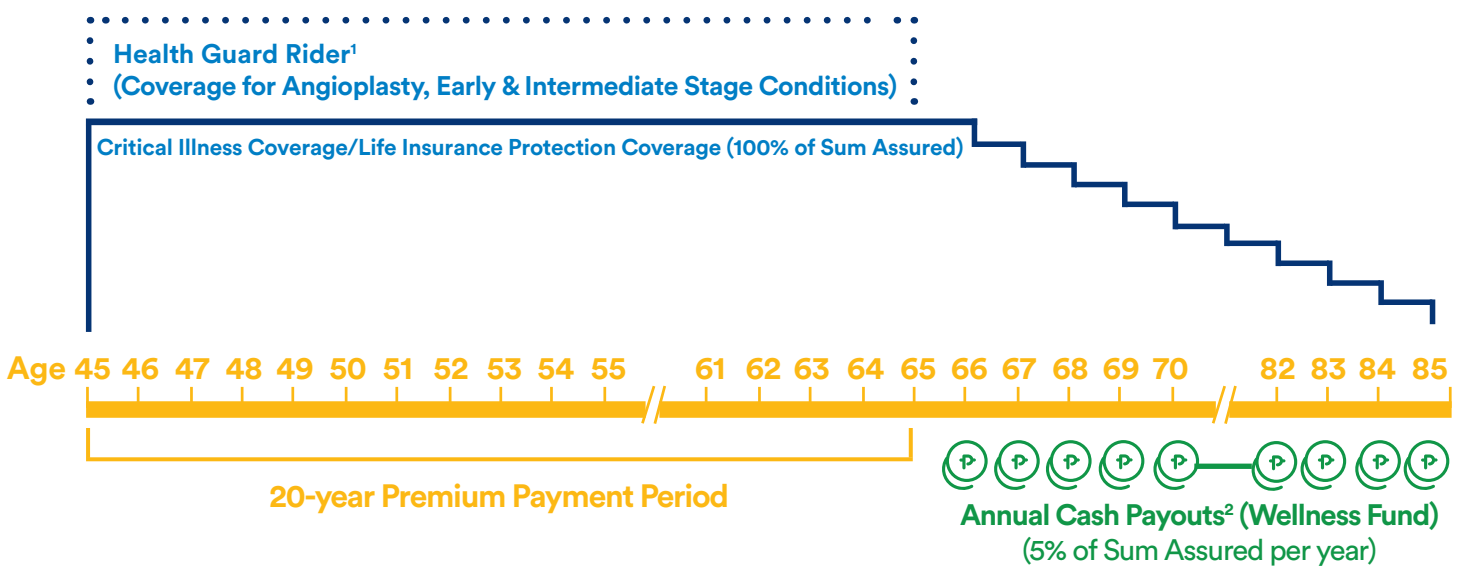 Health Guard Rider¹
(Coverage for Angioplasty, Early & Intermediate Stage Conditions)
Critical Illness Coverage/Life Insurance Protection Coverage (100% of Sum Assured)
Age 45 46 47 48 49 50 51 52 53 54 55 61 62 63 64 65 66 67 68 69 70 82 83 84 85
P P P P P P P P P
20-year Premium Payment Period
Annual Cash Payouts² (Wellness Fund)
(5% of Sum Assured per year)